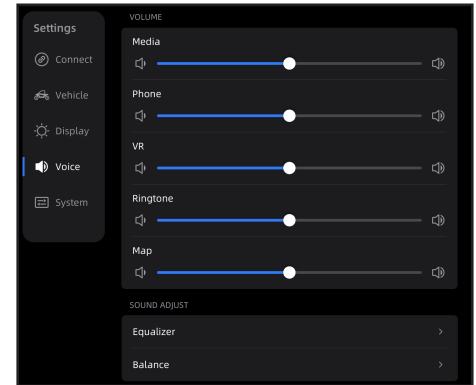 Settings
Connect
Vehicle
Display
Voice
System
VOLUME
Media
Phone
VR
Ringtone
Map
SOUND ADJUST
Equalizer
Balance